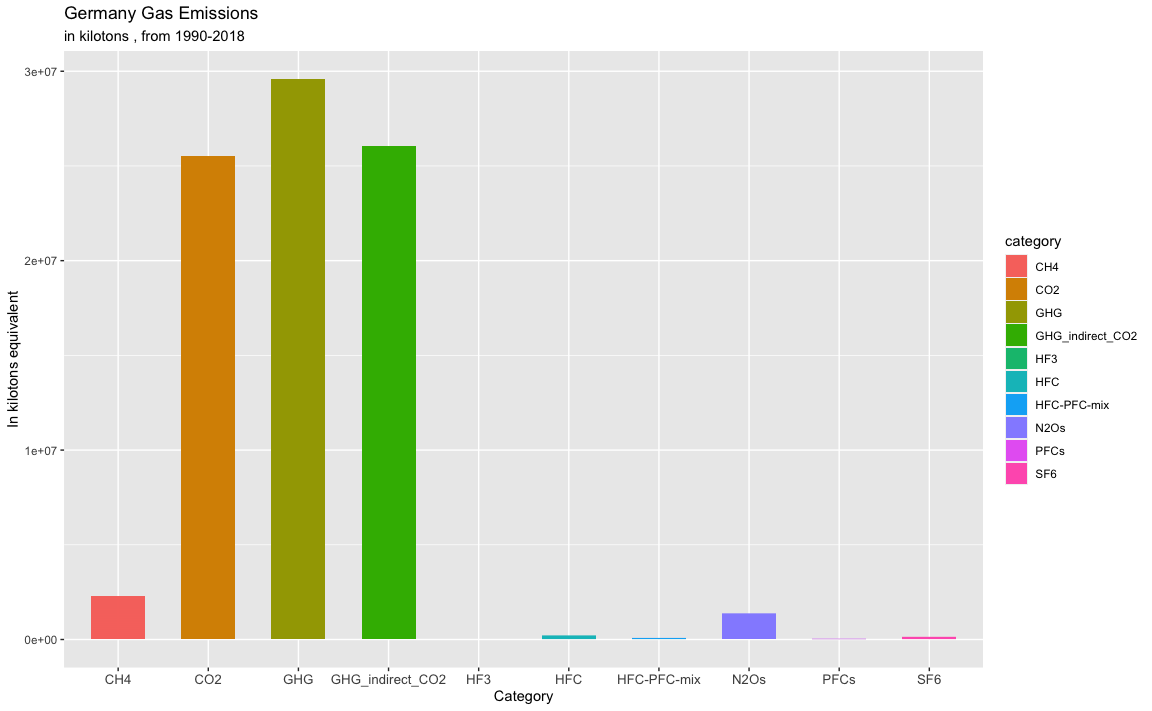 Germany Gas Emissions
in kilotons , from 1990-2018
In kilotons equivalent
3e+07
2e+07
1e+07
0e+00
CH4 CO2 GHG GHG_indirect_CO2 HF3 HFC HFC-PFC-mix N2Os PFCs SF6
Category
category
CH4
CO2
GHG
GHG_indirect_CO2
HF3
HFC
HFC-PFC-mix
N2Os
PFCs
SF6